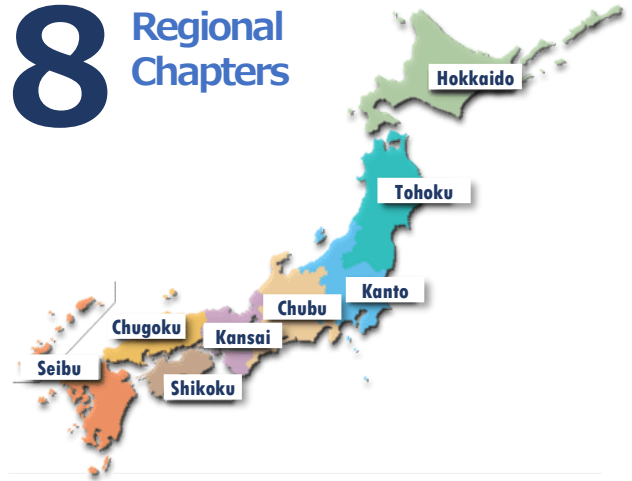 8
Regional
Chapters
Hokkaido
Tohoku
Kanto
Chubu
Chugoku
Kansai
Seibu
Shikoku